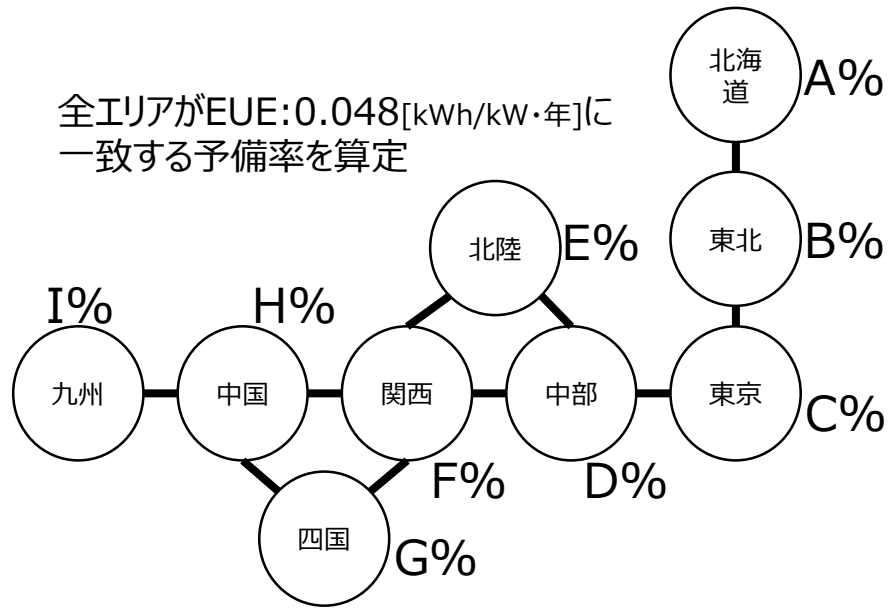 北海
道
A%
全エリアがEUE:0.048[kWh/kW・年]に
一致する予備率を算定
北陸
E%
東北
B%
I%
H%
九州
中国
関西
中部
東京
C%
F%
D%
四国
G%